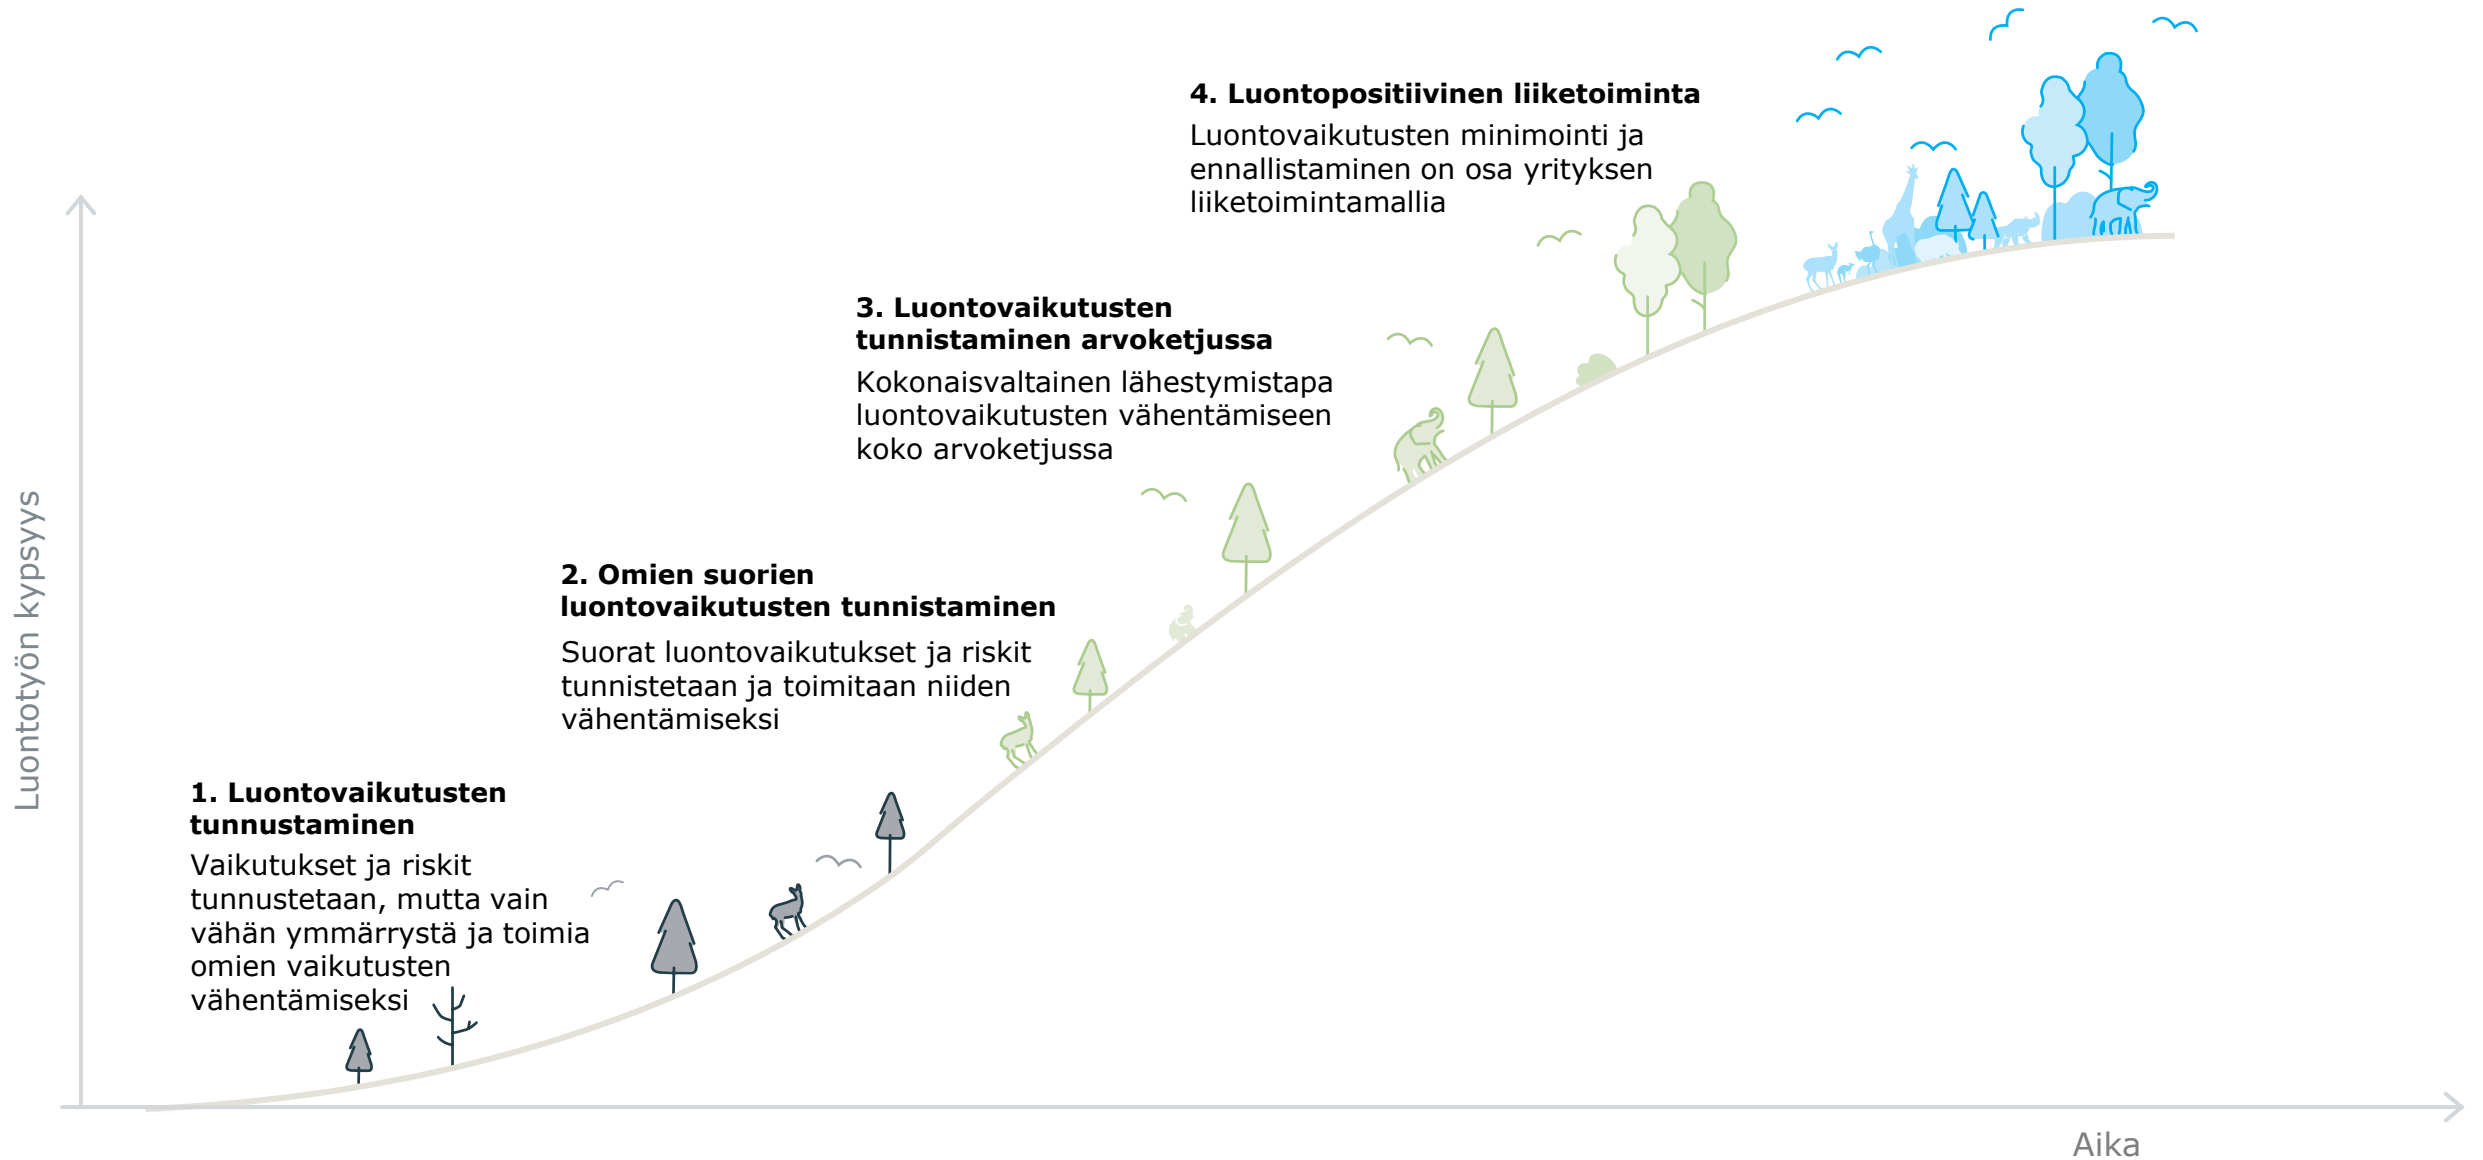 4. Luontopositiivinen liiketoiminta
Luontovaikutusten minimointi ja
ennallistaminen on osa yrityksen
liiketoimintamallia
3. Luontovaikutusten
tunnistaminen arvoketjussa
Kokonaisvaltainen lähestymistapa
luontovaikutusten vähentämiseen
koko arvoketjussa
2. Omien suorien
luontovaikutusten tunnistaminen
Suorat luontovaikutukset ja riskit
tunnistetaan ja toimitaan niiden
vähentämiseksi
1. Luontovaikutusten
tunnustaminen
Vaikutukset ja riskit
tunnustetaan, mutta vain
vähän ymmärrystä ja toimia
omien vaikutusten
vähentämiseksi
Luontotyön kypsyys
Aika